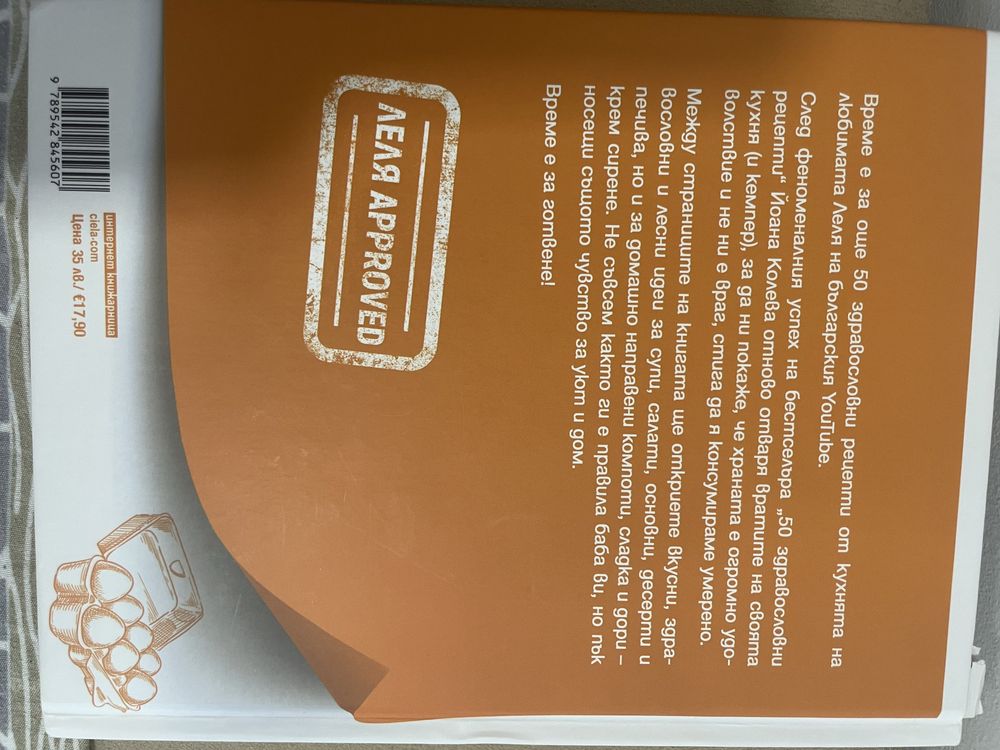 Време е за още 50 здравословни рецепти от кухнята на
любимата Леля на българския YouTube.
След феноменалния успех на бестселъра „50 здравословни
рецепти“ Йоана Колева отново отваря вратите на своята
кухня (и кемпер), за да ни покаже, че храната е огромно удо-
волствие и не ни е враг, стига да я консумираме умерено.
Между страниците на книгата ще откриете вкусни, здра-
вословни и лесни идеи за супи, салати, основни, десерти и
печива, но и за домашно направени компоти, сладка и дори –
крем сирене. Не съвсем както ги е правила баба ви, но пък
носещи същото чувство за уют и дом.
Време е за готвене!
ЛЕЛЯ APPROVED
9 789542 845607
интернет книжарница
ciela.com
Цена 35 лв./ €17,90